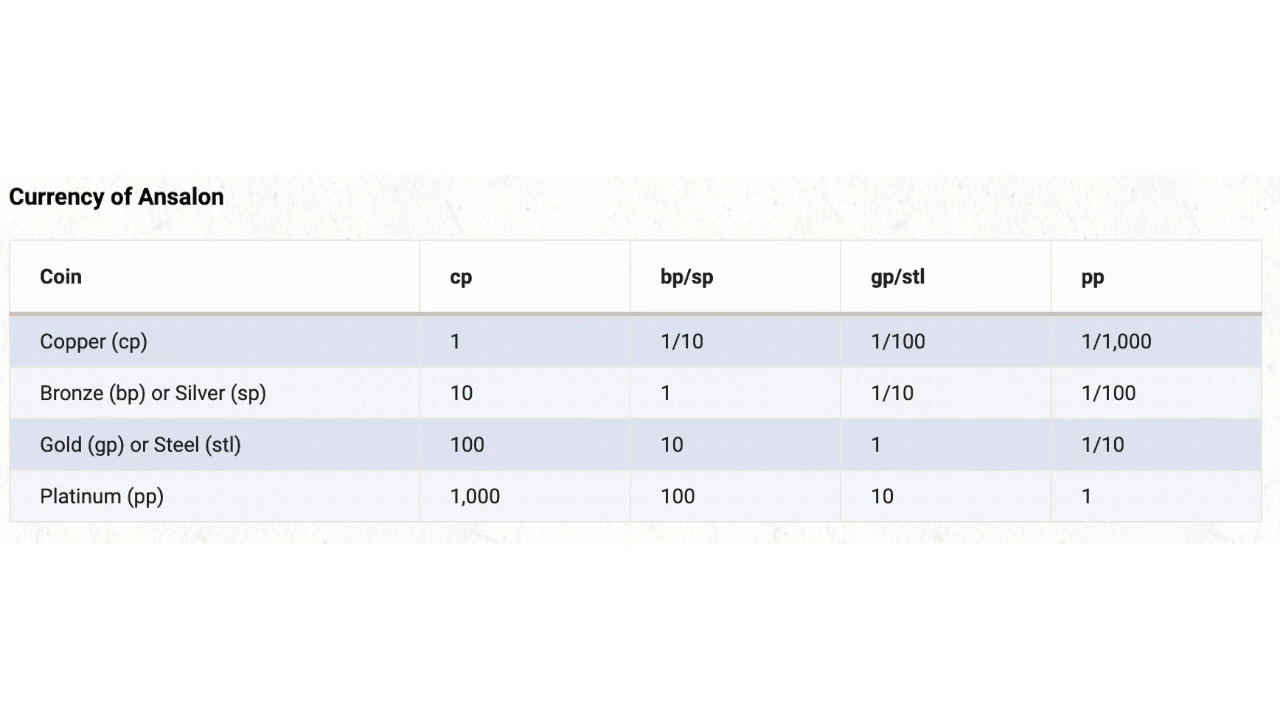 Currency of Ansalon
Coin cp bp/sp gp/stl pp
Copper (cp) 1 1/10 1/100 1/1,000
Bronze (bp) or Silver (sp) 10 1 1/10 1/100
Gold (gp) or Steel (stl) 100 10 1 1/10
Platinum (pp) 1,000 100 10 1